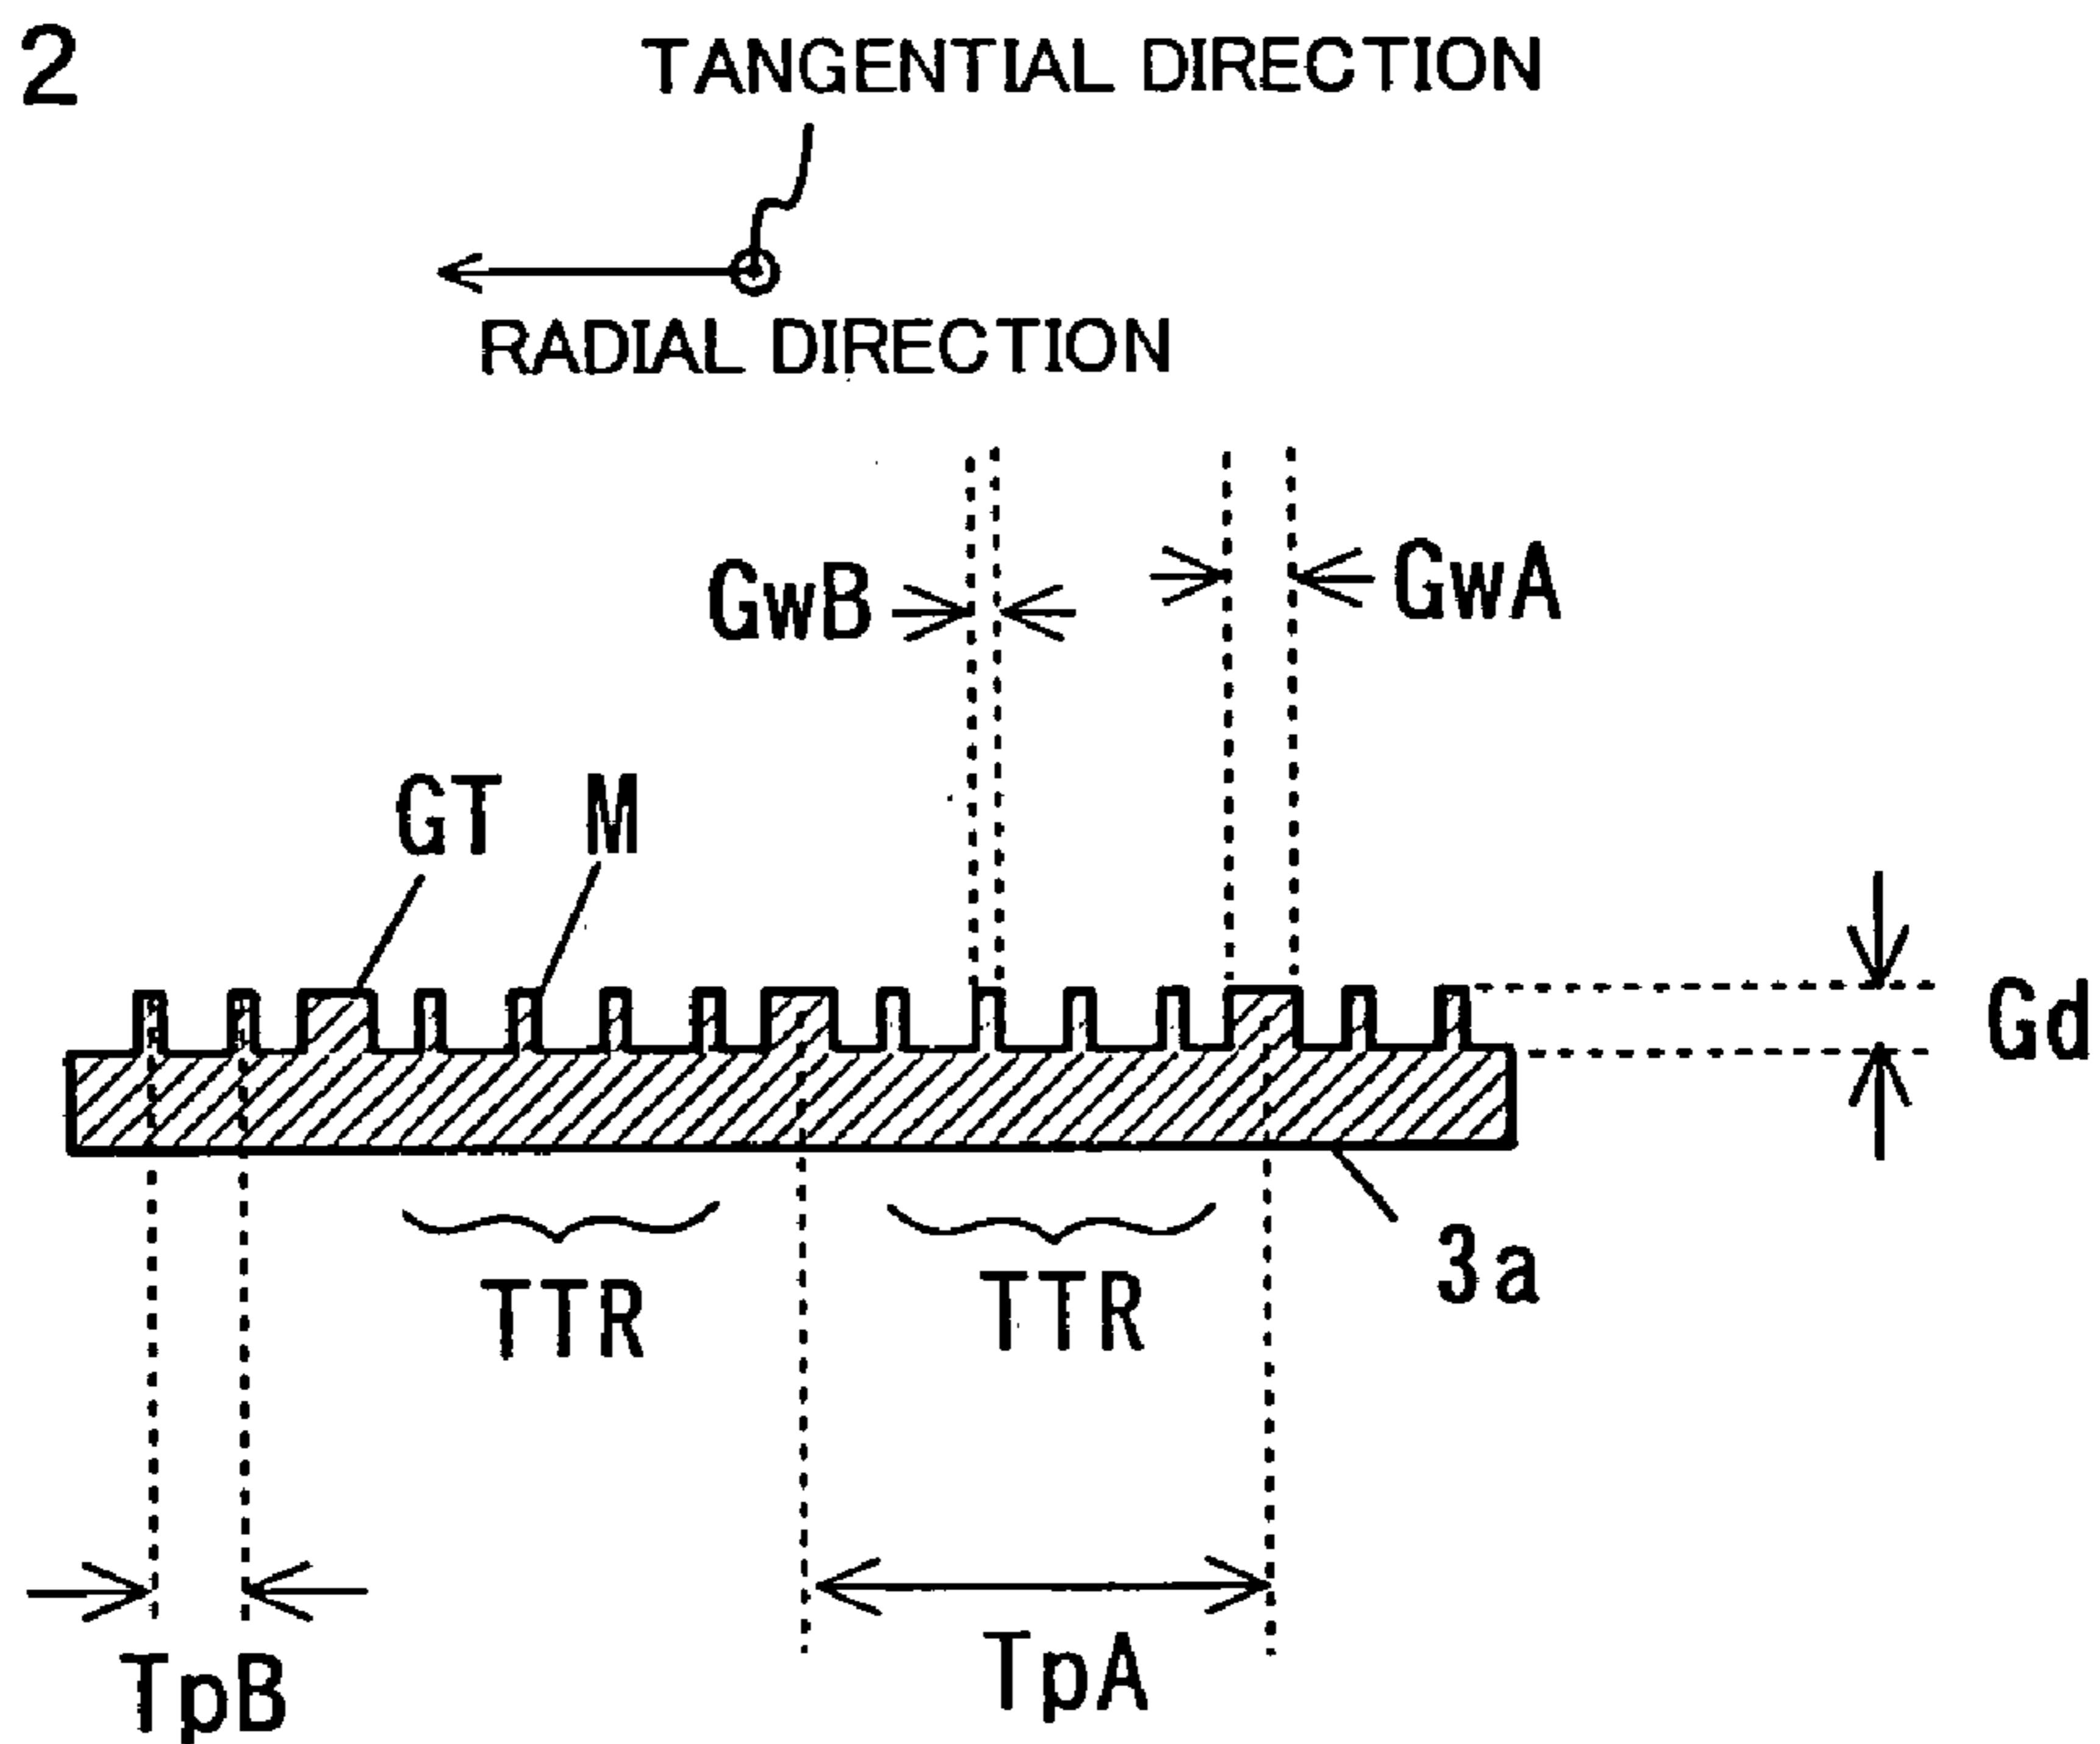 2
TANGENTIAL DIRECTION
RADIAL DIRECTION
GwB
GwA
GT
M
Gd
TTR
TTR
3a
TpB
TpA